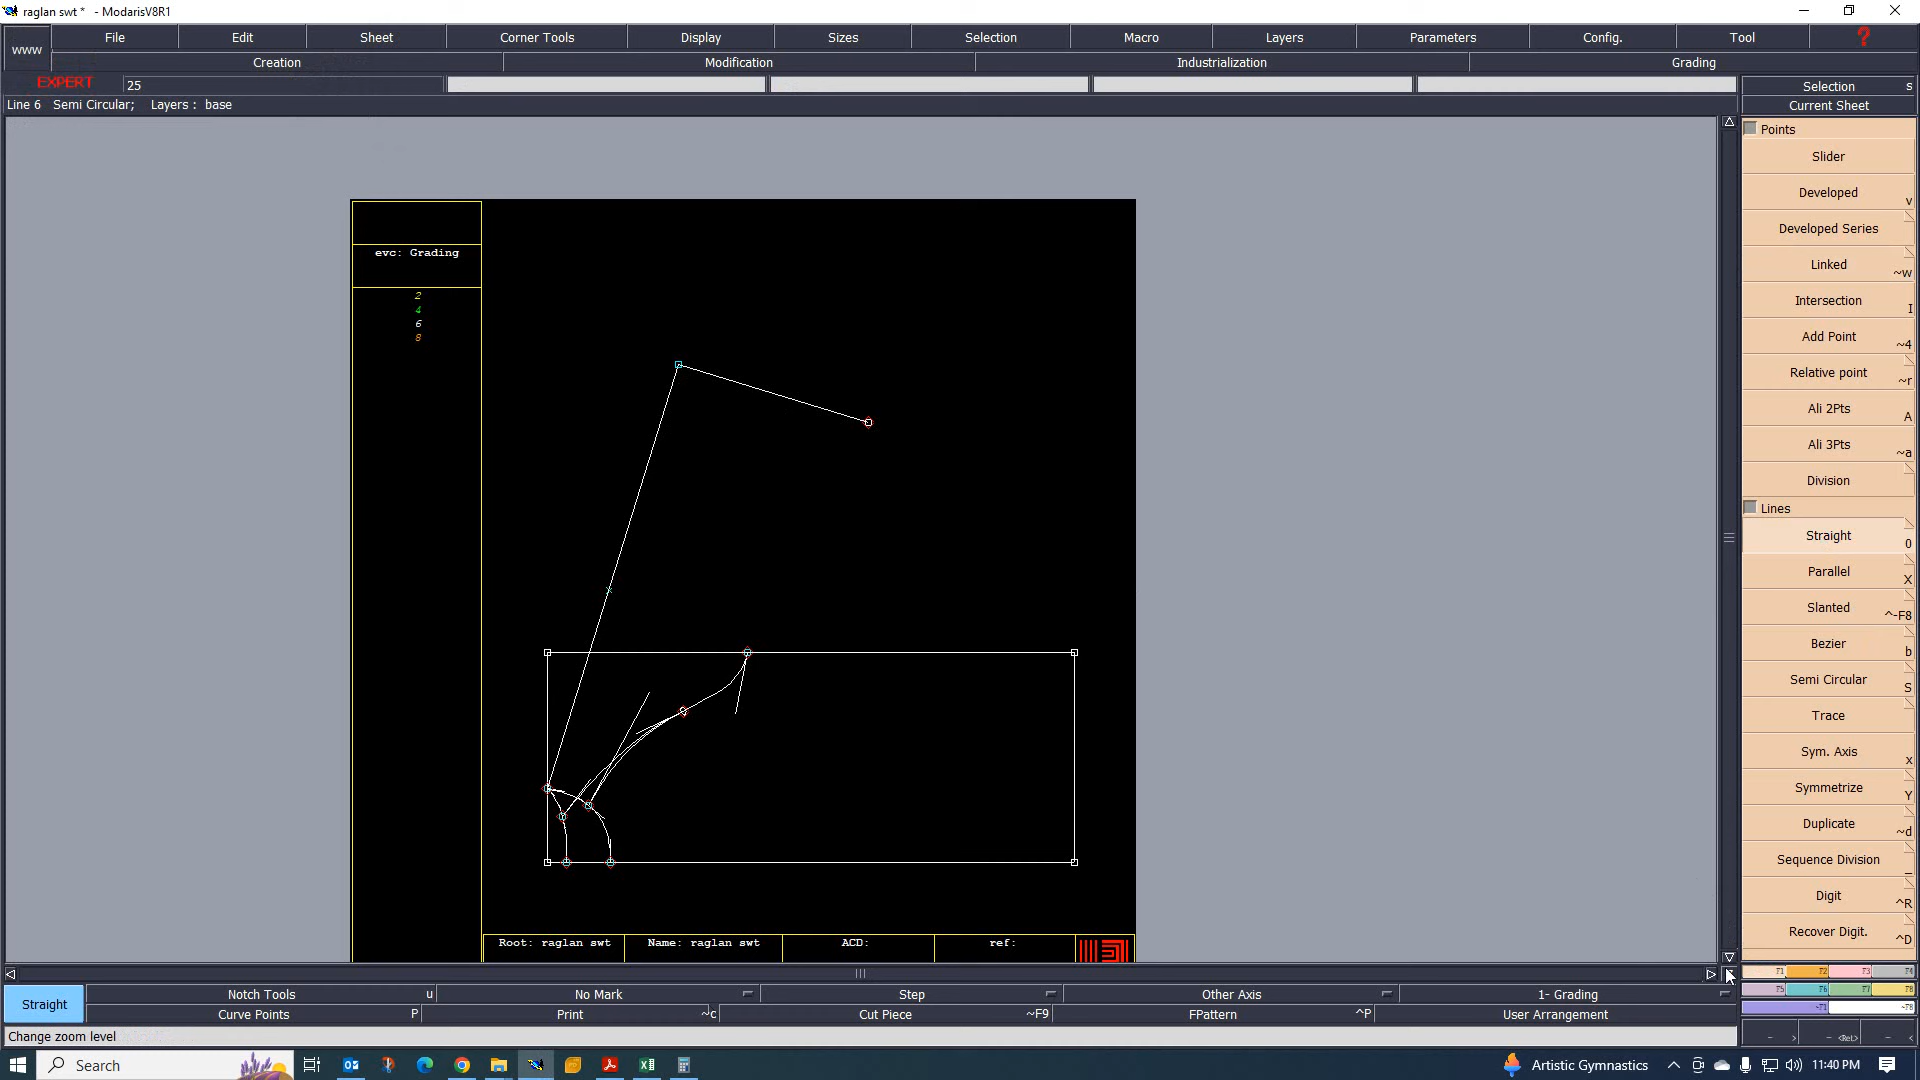 raglan swt * - ModarisV8R1
www
File Edit Sheet Corner Tools Display Sizes Selection Macro Layers Parameters Config. Tool ?
Creation Modification Industrialization Grading
EXPERT 25
Line 6 Semi Circular; Layers : base
Selection s
Current Sheet
Points
Slider
Developed v
Developed Series
Linked ~w
Intersection I
Add Point ~4
Relative point ~r
Ali 2Pts A
Ali 3Pts ~a
Division
Lines
Straight 0
Parallel X
Slanted ^-F8
Bezier b
Semi Circular S
Trace
Sym. Axis x
Symmetrize Y
Duplicate ~d
Sequence Division _
Digit ^R
Recover Digit. ^D
evc: Grading
2
4
6
8
Root: raglan swt Name: raglan swt ACD: ref:
Straight
Notch Tools u No Mark Step Other Axis 1- Grading
Curve Points P Print ~c Cut Piece ~F9 FPattern ^P User Arrangement
Change zoom level
Search
Artistic Gymnastics 11:40 PM